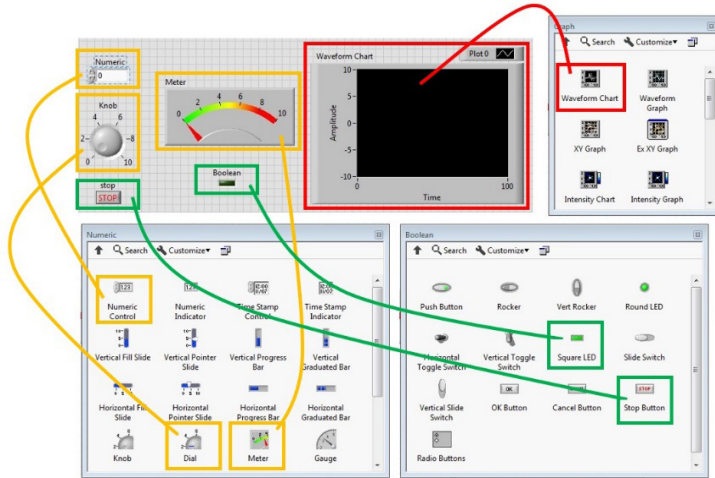 Numeric
0
Knob
4 6
2 8
0 10
stop
STOP
Meter
0 2 4 6 8 10
Boolean
Waveform Chart
Plot 0
Amplitude
10
5
0
-5
-10
0 100
Time
Graph
Search Customize
Waveform Chart
Waveform Graph
XY Graph
Ex XY Graph
Intensity Chart
Intensity Graph
Numeric
Search Customize
Numeric Control
Numeric Indicator
Time Stamp Control
Time Stamp Indicator
Vertical Fill Slide
Vertical Pointer Slide
Vertical Progress Bar
Vertical Graduated Bar
Horizontal Fill Slide
Horizontal Pointer Slide
Horizontal Progress Bar
Horizontal Graduated Bar
Knob
Dial
Meter
Gauge
Boolean
Search Customize
Push Button
Rocker
Vert Rocker
Round LED
Horizontal Toggle Switch
Vertical Toggle Switch
Square LED
Slide Switch
Vertical Slide Switch
OK
OK Button
Cancel Button
STOP
Stop Button
Radio Buttons